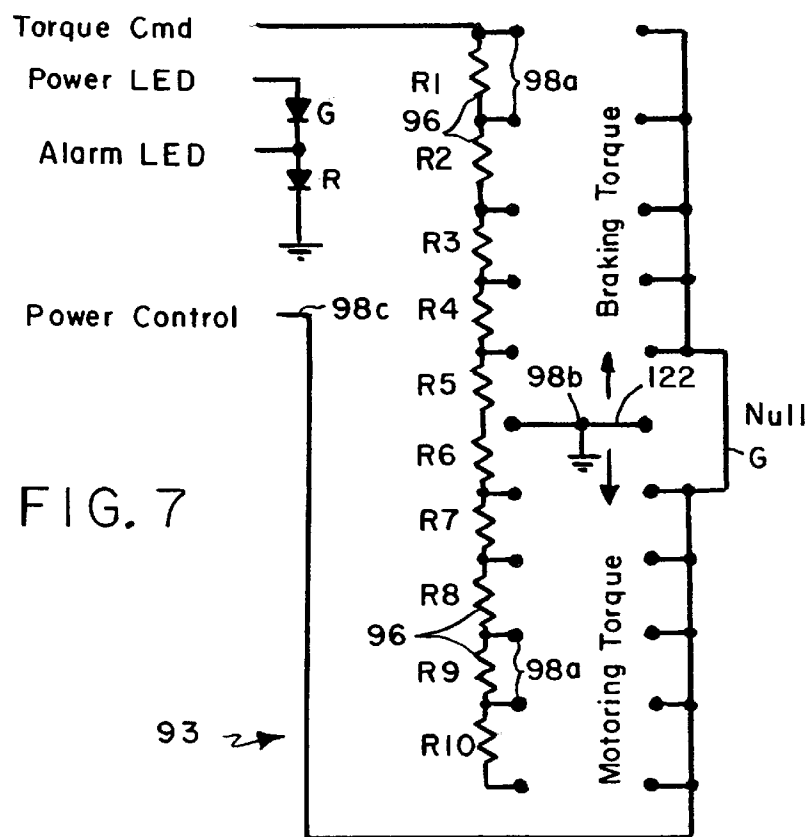 Torque Cmd
Power LED
Alarm LED
G
R
Power Control
98c
R1
96
98a
R2
R3
R4
R5
R6
R7
R8
96
R9
98a
R10
Braking Torque
98b
122
Null
G
Motoring Torque
FIG. 7
93